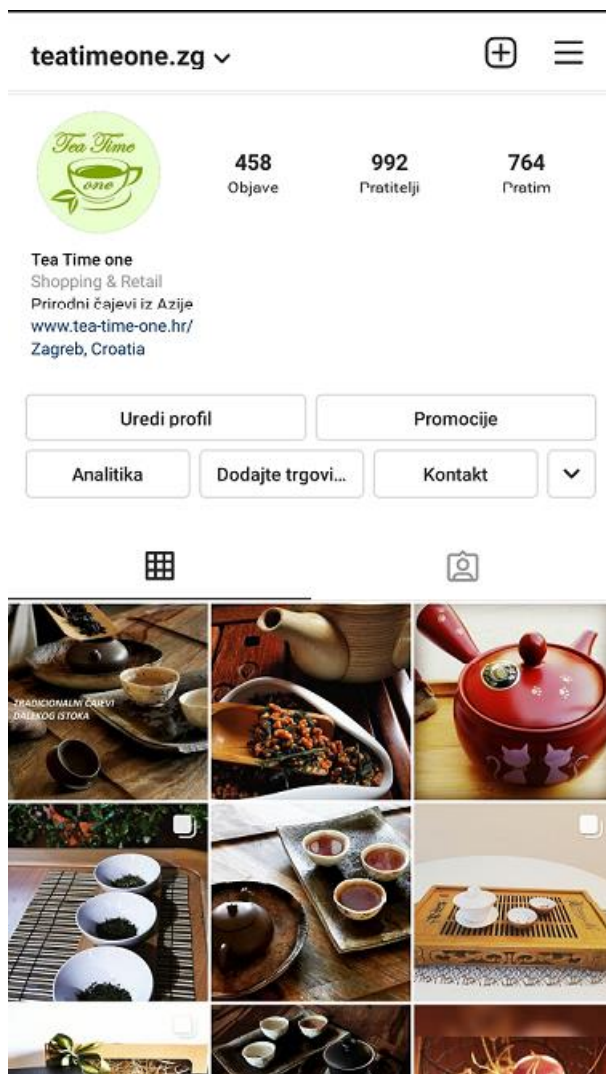 teatimeone.zg
Tea Time
one
458 992 764
Objave Pratitelji Pratim
Tea Time one
Shopping & Retail
Prirodni čajevi iz Azije
www.tea-time-one.hr/
Zagreb, Croatia
Uredi profil Promocije
Analitika Dodajte trgovi... Kontakt
TRADICIONALNI ČAJEVI
DALEKOG ISTOKA